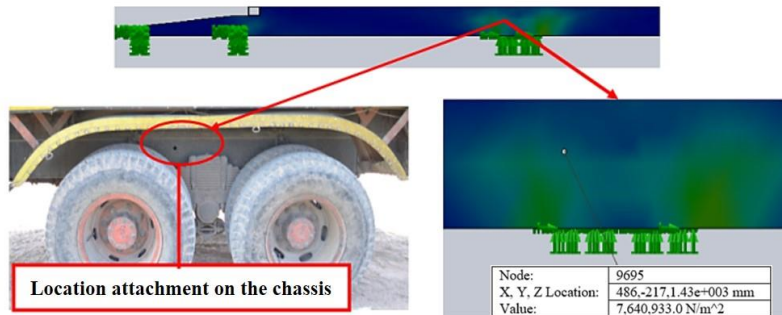 Location attachment on the chassis
Node: 9695
X, Y, Z Location: 486,-217,1.43e+003 mm
Value: 7,640,933.0 N/m^2